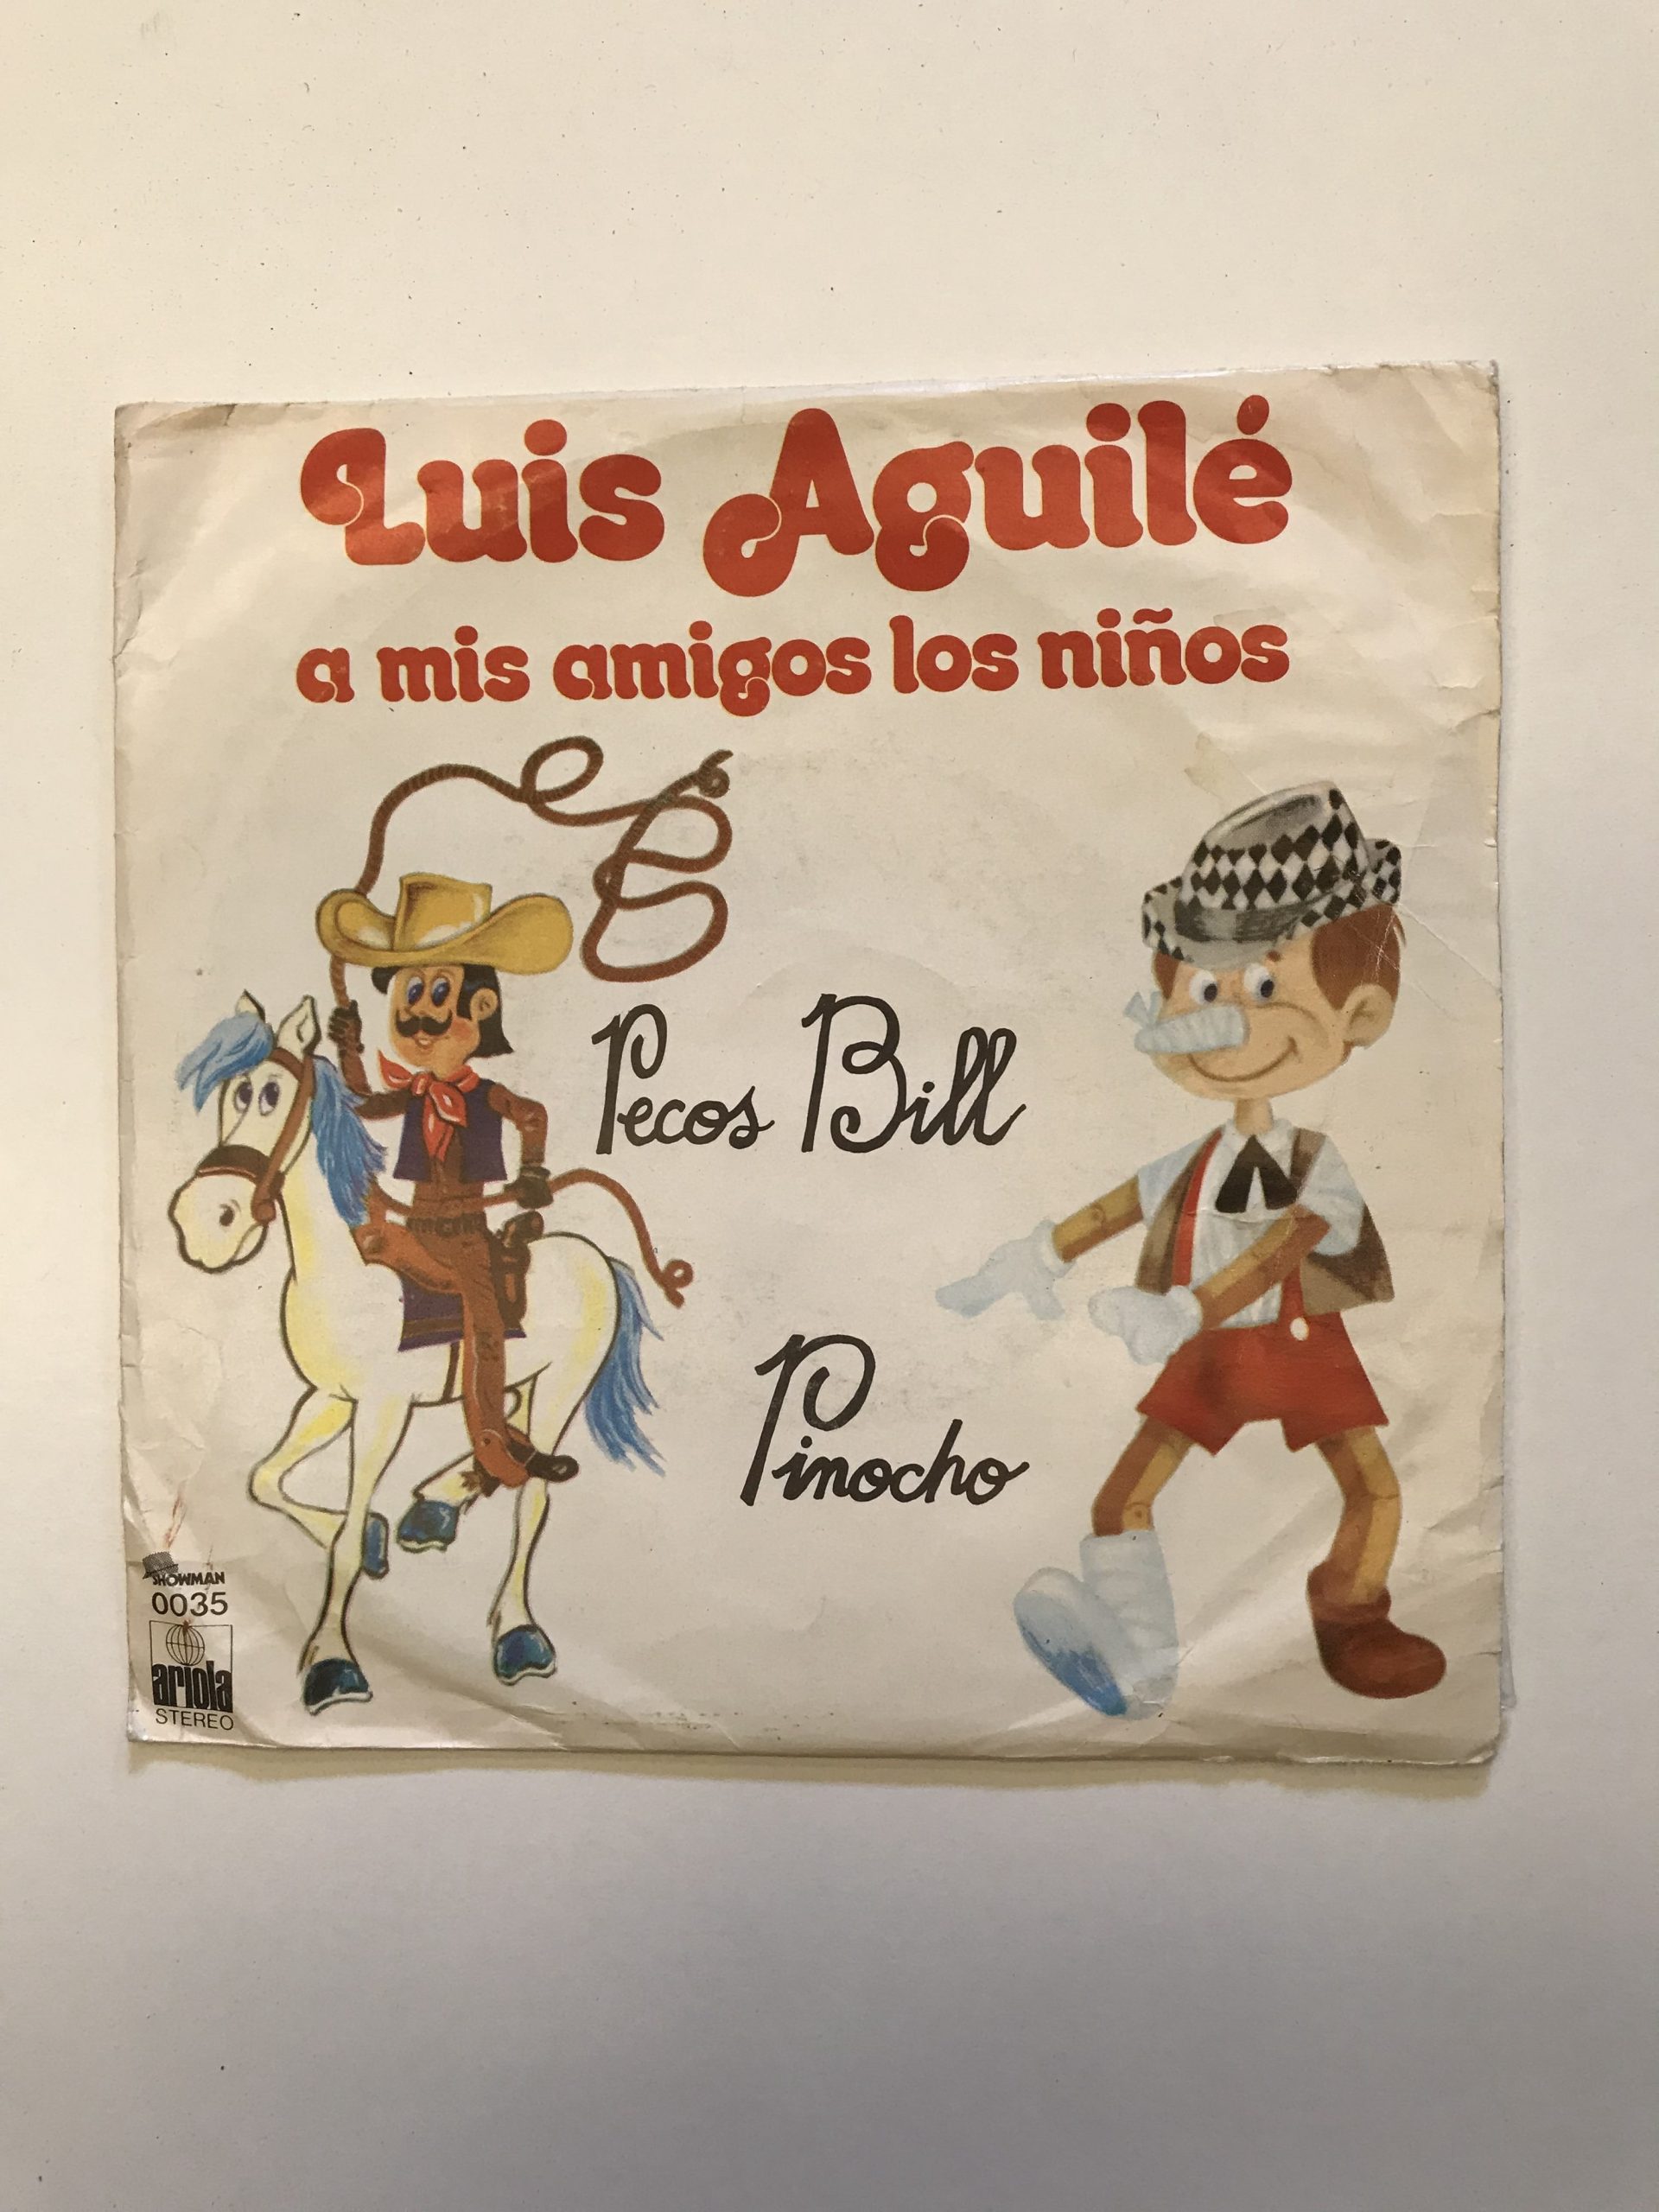 Luis Aguilé
a mis amigos los niños
Pecos Bill
Pinocho
SHOWMAN
0035
ariola
STEREO